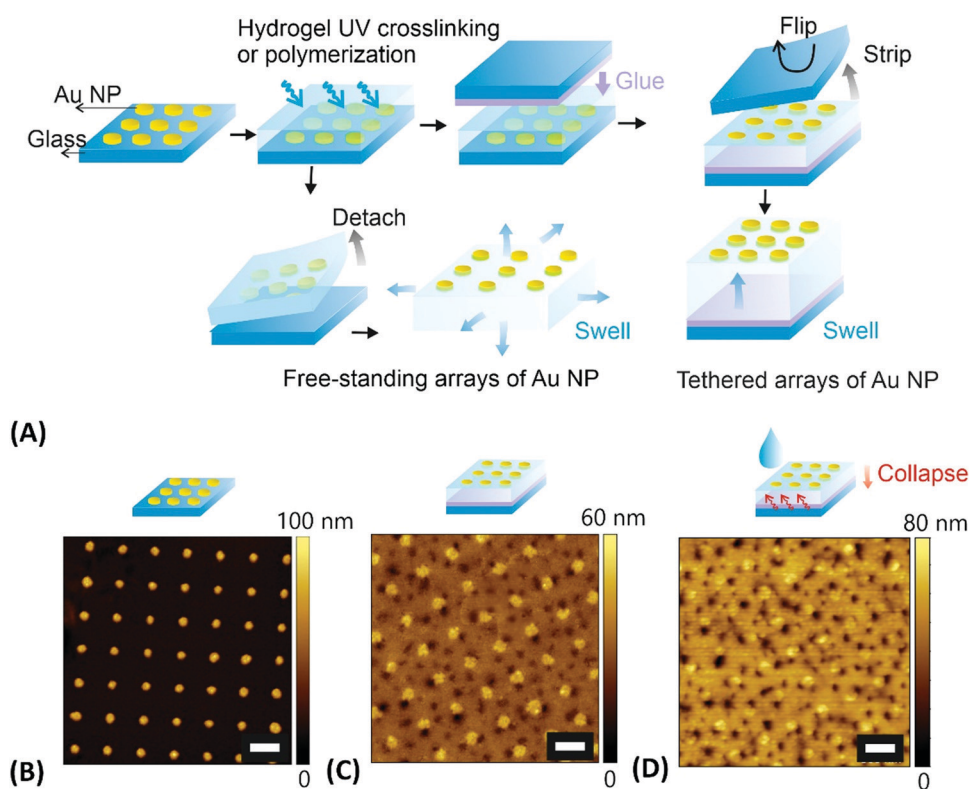 Hydrogel UV crosslinking
or polymerization
Flip
Strip
Glue
Au NP
Glass
Detach
Swell
Swell
Free-standing arrays of Au NP
Tethered arrays of Au NP
(A)
Collapse
100 nm
60 nm
80 nm
(B)
0
(C)
0
(D)
0